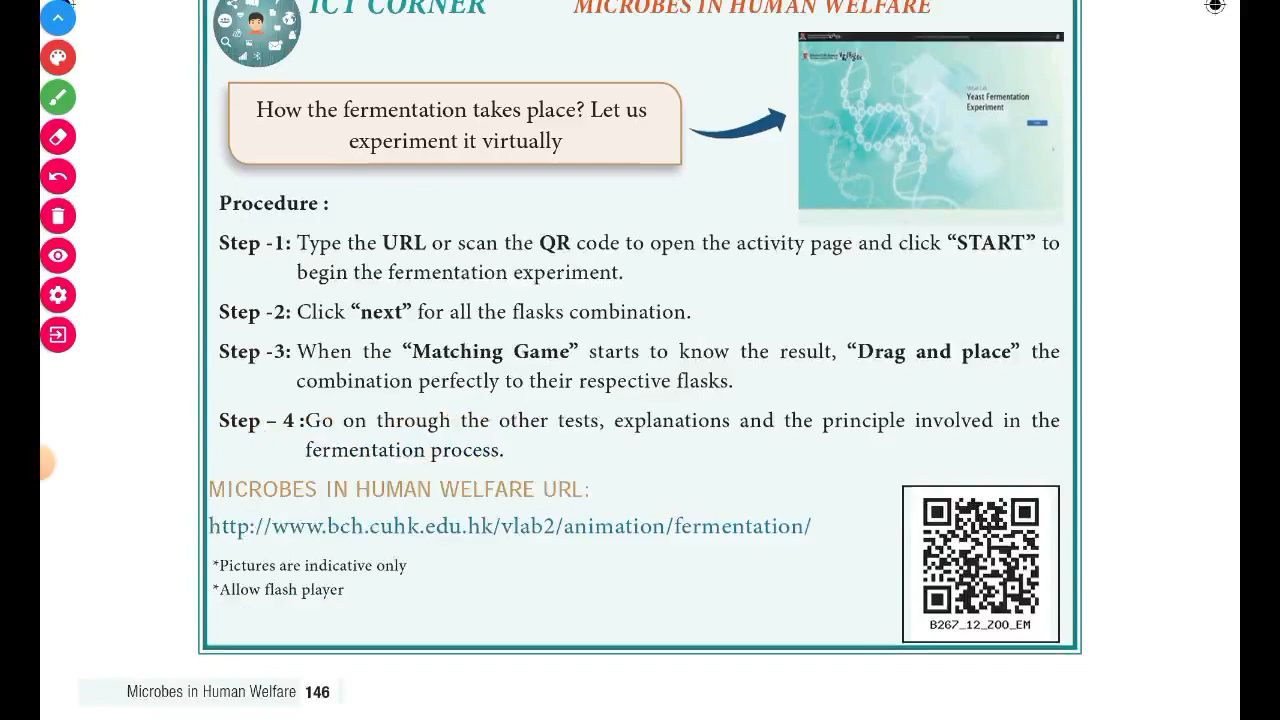 ICT CORNER
MICROBES IN HUMAN WELFARE
Yeast Fermentation
Experiment
How the fermentation takes place? Let us
experiment it virtually
Procedure :
Step -1: Type the URL or scan the QR code to open the activity page and click “START” to
begin the fermentation experiment.
Step -2: Click “next” for all the flasks combination.
Step -3: When the “Matching Game” starts to know the result, “Drag and place” the
combination perfectly to their respective flasks.
Step – 4 :Go on through the other tests, explanations and the principle involved in the
fermentation process.
MICROBES IN HUMAN WELFARE URL:
http://www.bch.cuhk.edu.hk/vlab2/animation/fermentation/
*Pictures are indicative only
*Allow flash player
B267_12_ZOO_EM
Microbes in Human Welfare 146